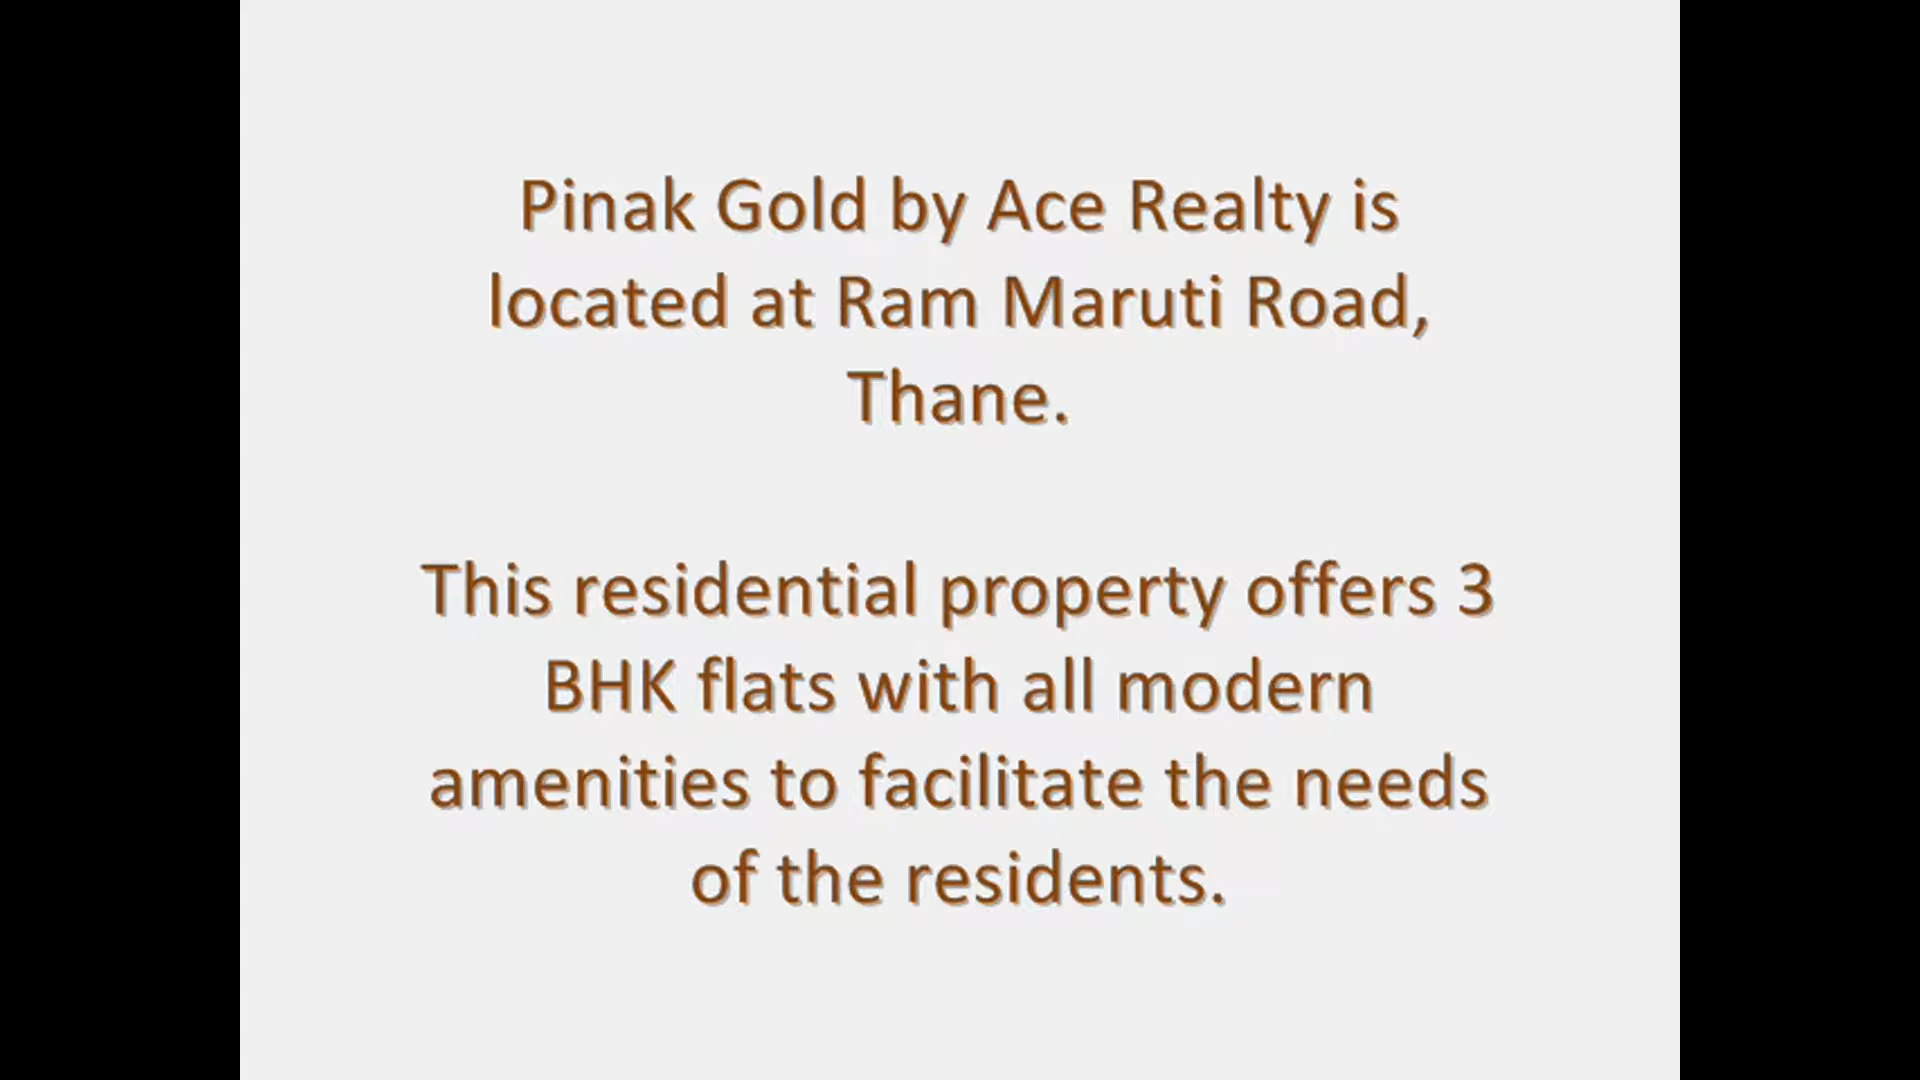 Pinak Gold by Ace Realty is
located at Ram Maruti Road,
Thane.
This residential property offers 3
BHK flats with all modern
amenities to facilitate the needs
of the residents.